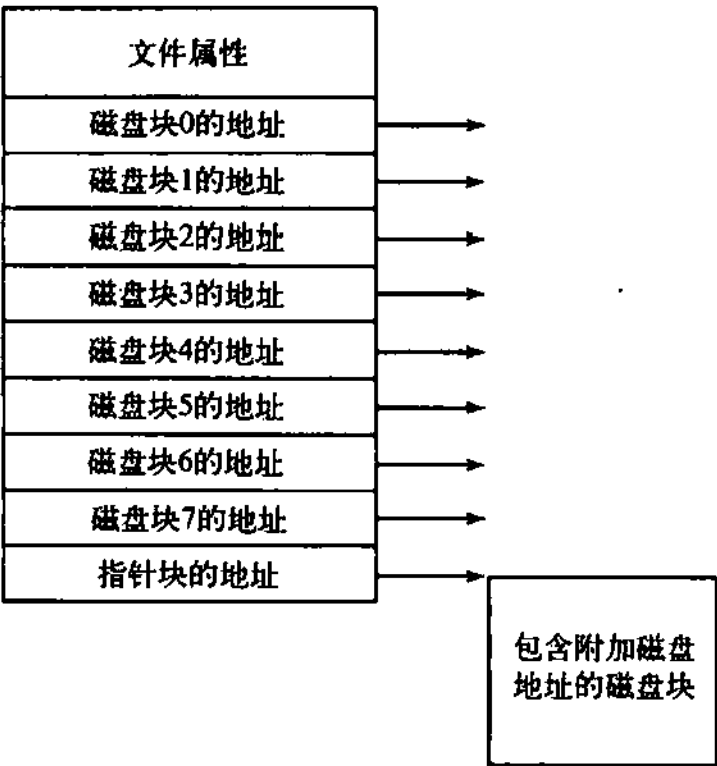 文件属性
磁盘块0的地址
磁盘块1的地址
磁盘块2的地址
磁盘块3的地址
磁盘块4的地址
磁盘块5的地址
磁盘块6的地址
磁盘块7的地址
指针块的地址
包含附加磁盘
地址的磁盘块